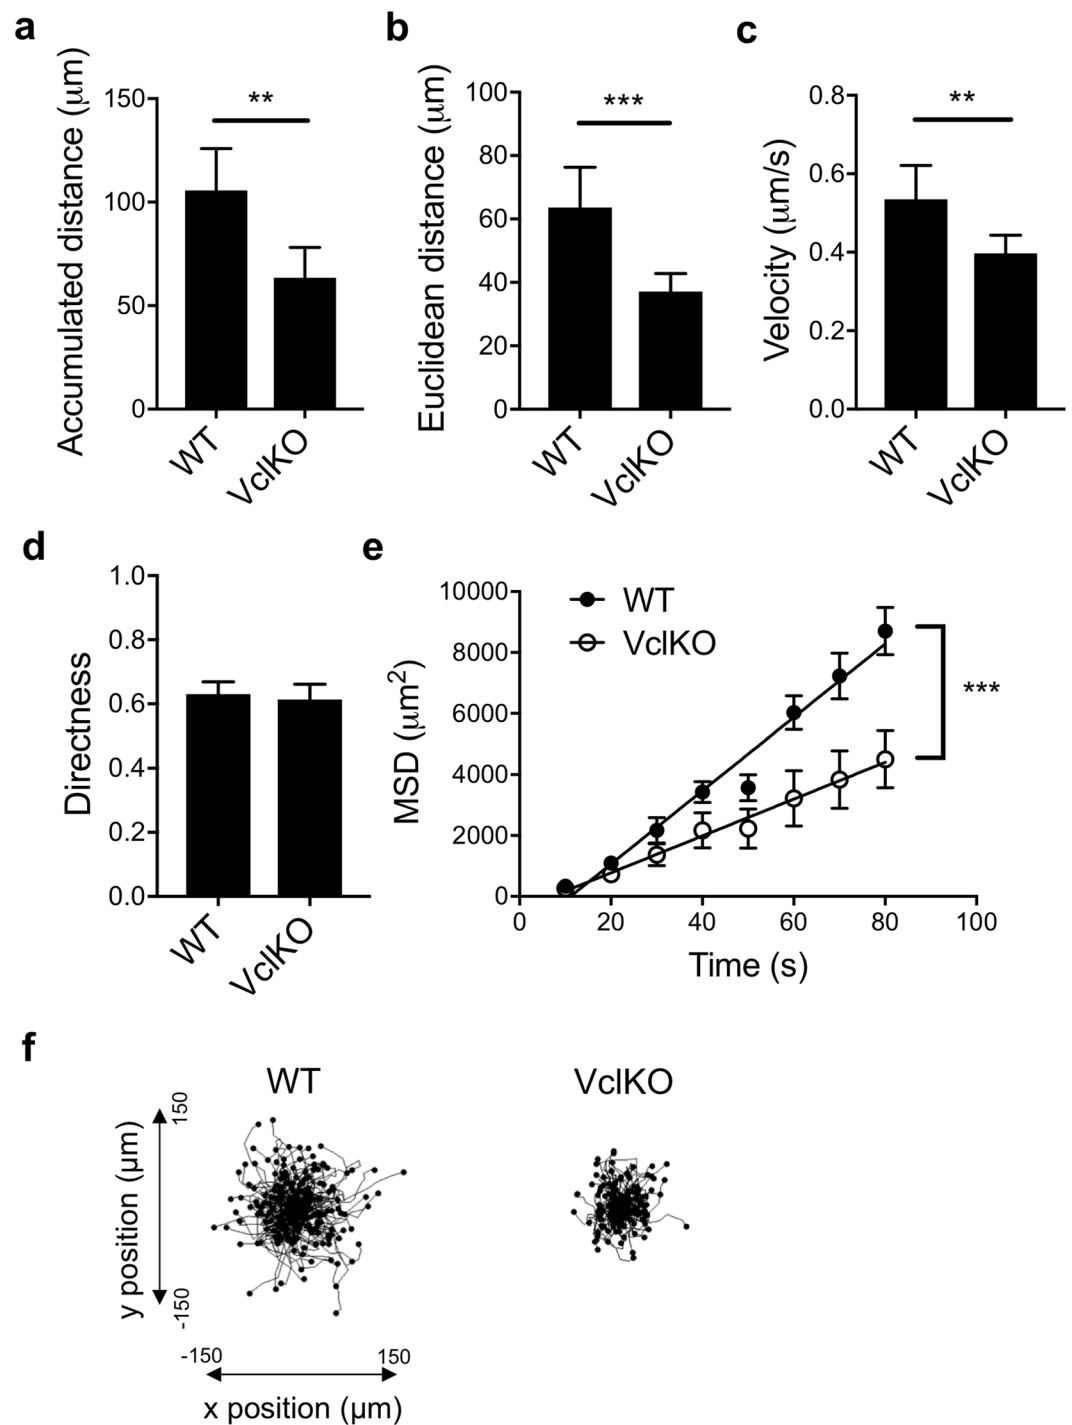 a
Accumulated distance (μm)
150
100
50
0
**
WT
VclKO
b
Euclidean distance (μm)
100
80
60
40
20
0
***
WT
VclKO
c
Velocity (μm/s)
0.8
0.6
0.4
0.2
0.0
**
WT
VclKO
d
Directness
1.0
0.8
0.6
0.4
0.2
0.0
WT
VclKO
e
MSD (μm²)
10000
8000
6000
4000
2000
0
WT
VclKO
***
0 20 40 60 80 100
Time (s)
f
WT
VclKO
y position (μm)
150
-150
-150 150
x position (μm)